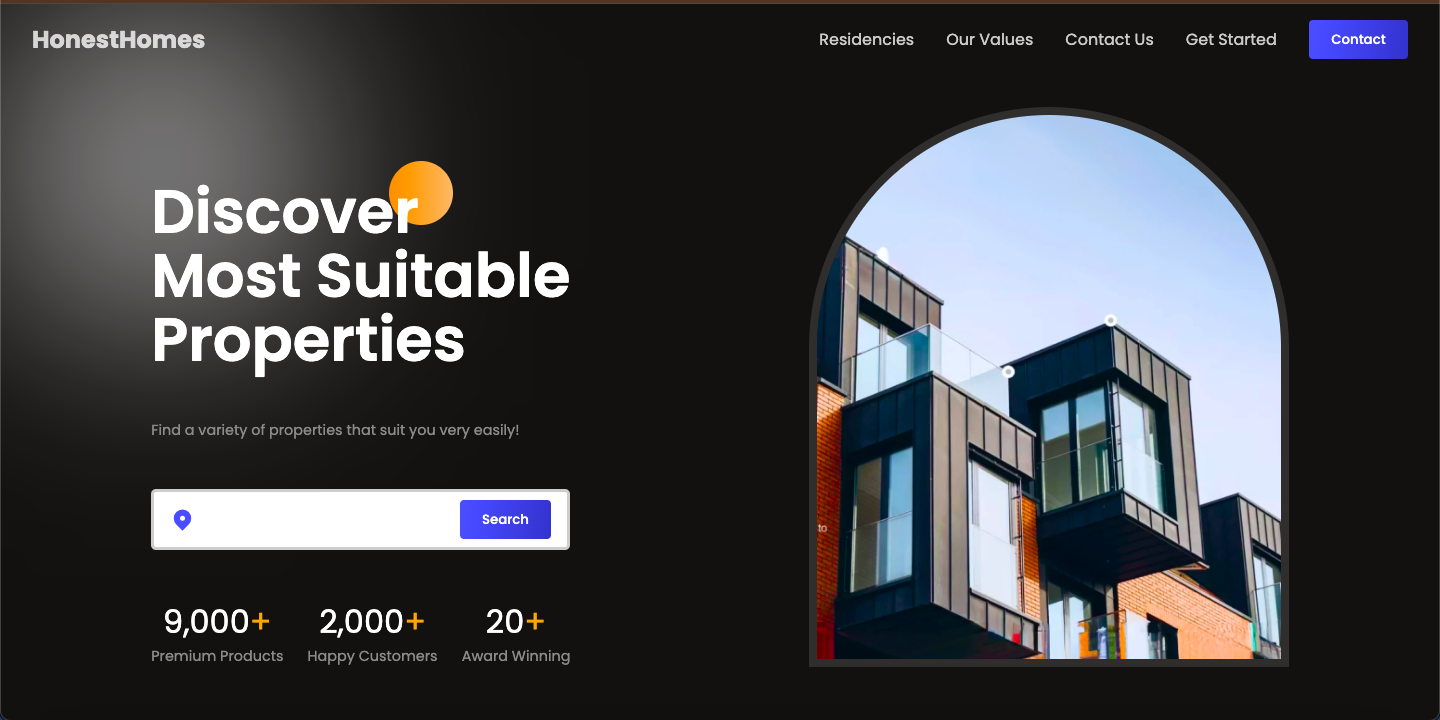 HonestHomes
Residencies
Our Values
Contact Us
Get Started
Contact
Discover
Most Suitable
Properties
Find a variety of properties that suit you very easily!
Search
9,000+
2,000+
20+
Premium Products
Happy Customers
Award Winning
to